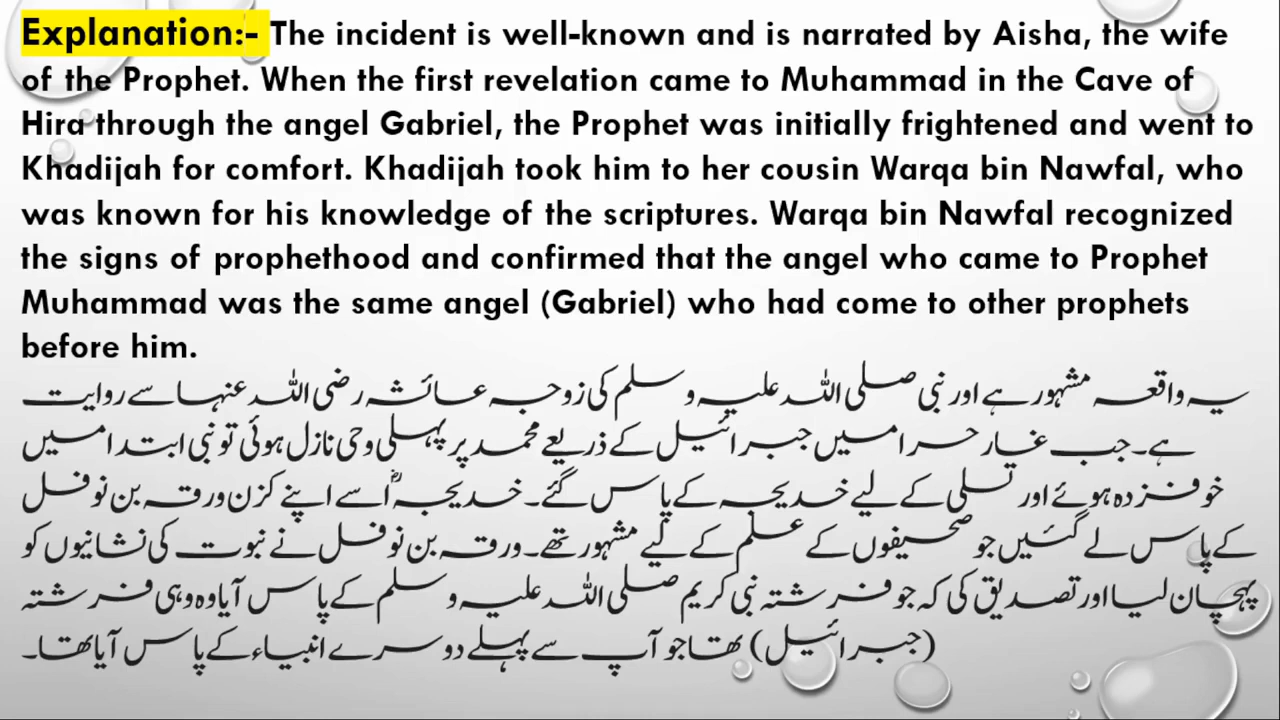 Explanation:- The incident is well-known and is narrated by Aisha, the wife
of the Prophet. When the first revelation came to Muhammad in the Cave of
Hira through the angel Gabriel, the Prophet was initially frightened and went to
Khadijah for comfort. Khadijah took him to her cousin Warqa bin Nawfal, who
was known for his knowledge of the scriptures. Warqa bin Nawfal recognized
the signs of prophethood and confirmed that the angel who came to Prophet
Muhammad was the same angel (Gabriel) who had come to other prophets
before him.
یہ واقعہ مشہور ہے اور نبی صلی اللہ علیہ وسلم کی زوجہ عائشہ رضی اللہ عنہا سے روایت
ہے۔ جب غار حرا میں جبرائیل کے ذریعے محمد پر پہلی وحی نازل ہوئی تو نبی ابتدا میں
خوفزدہ ہوئے اور تسلی کے لیے خدیجہ کے پاس گئے۔ خدیجہؓ اُسے اپنے کزن ورقہ بن نوفل
کے پاس لے گئیں جو صحیفوں کے علم کے لیے مشہور تھے۔ ورقہ بن نوفل نے نبوت کی نشانیوں کو
پہچان لیا اور تصدیق کی کہ جو فرشتہ نبی کریم صلی اللہ علیہ وسلم کے پاس آیا وہ وہی فرشتہ
(جبرائیل) تھا جو آپ سے پہلے دوسرے انبیاء کے پاس آیا تھا۔